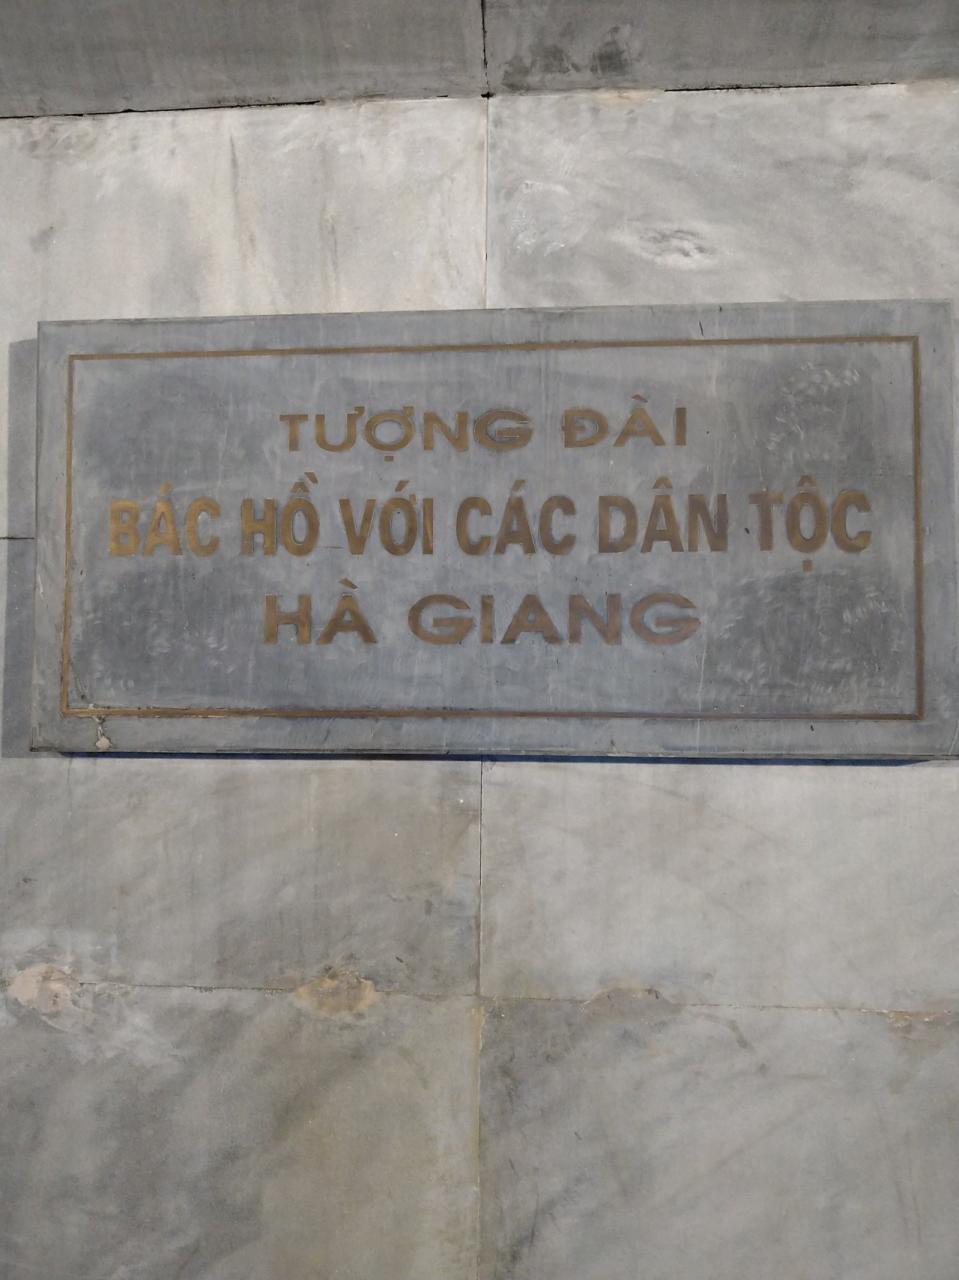 TƯỢNG ĐÀI
BÁC HỒ VỚI CÁC DÂN TỘC
HÀ GIANG